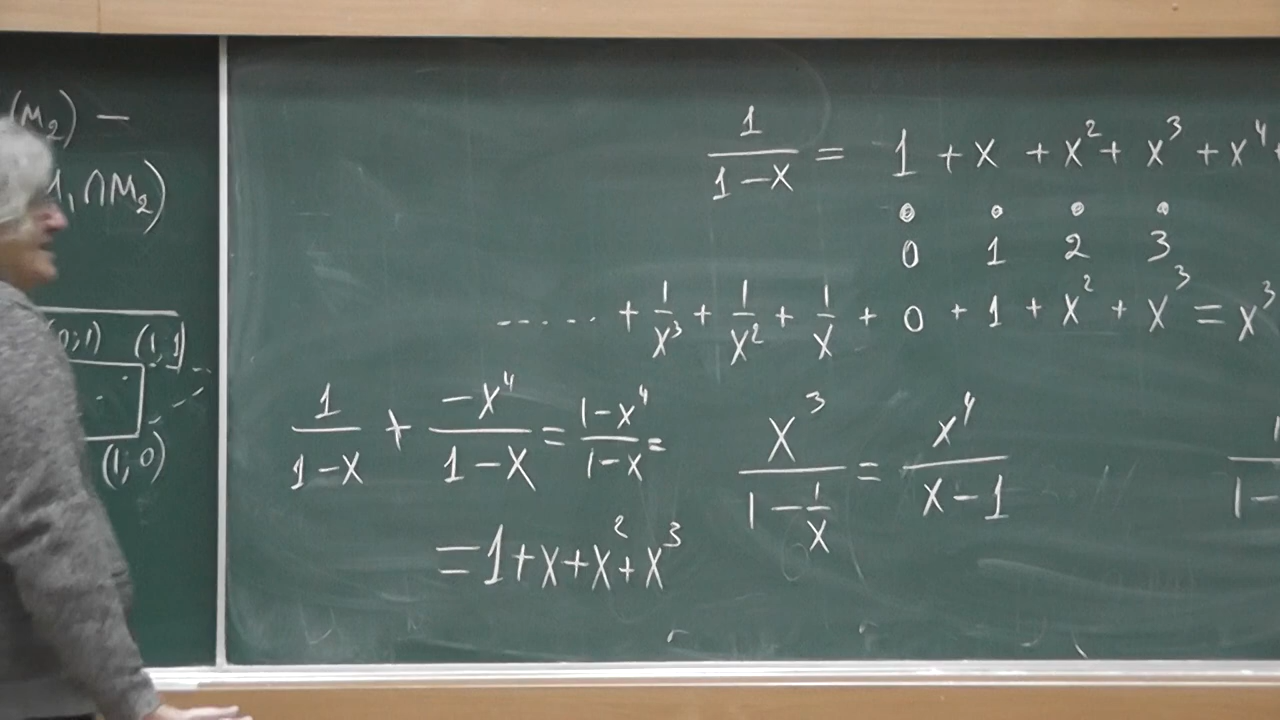 M₂) −
∩M₂)
0;1) (1,1)
(1,0)
1/(1−x) = 1 + x + x² + x³ + x⁴ +
0 1 2 3
...... + 1/x³ + 1/x² + 1/x + 0 + 1 + x² + x³ = x³
1/(1−x) + −x⁴/(1−x) = (1−x⁴)/(1−x) =
= 1+x+x²+x³
x³/(1−1/x) = x⁴/(x−1)
1−